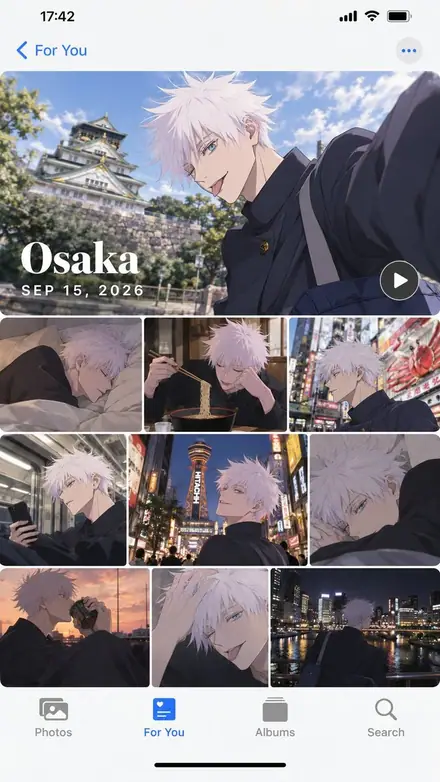 17:42
For You
Osaka
SEP 15, 2026
HITACHI
Photos
For You
Albums
Search